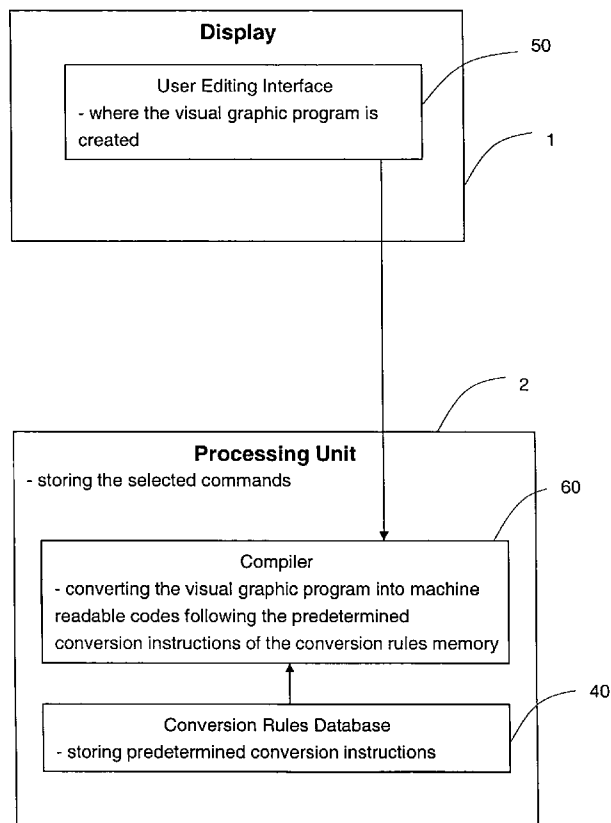 Display
50
User Editing Interface
- where the visual graphic program is
created
1
2
Processing Unit
- storing the selected commands
60
Compiler
- converting the visual graphic program into machine
readable codes following the predetermined
conversion instructions of the conversion rules memory
40
Conversion Rules Database
- storing predetermined conversion instructions